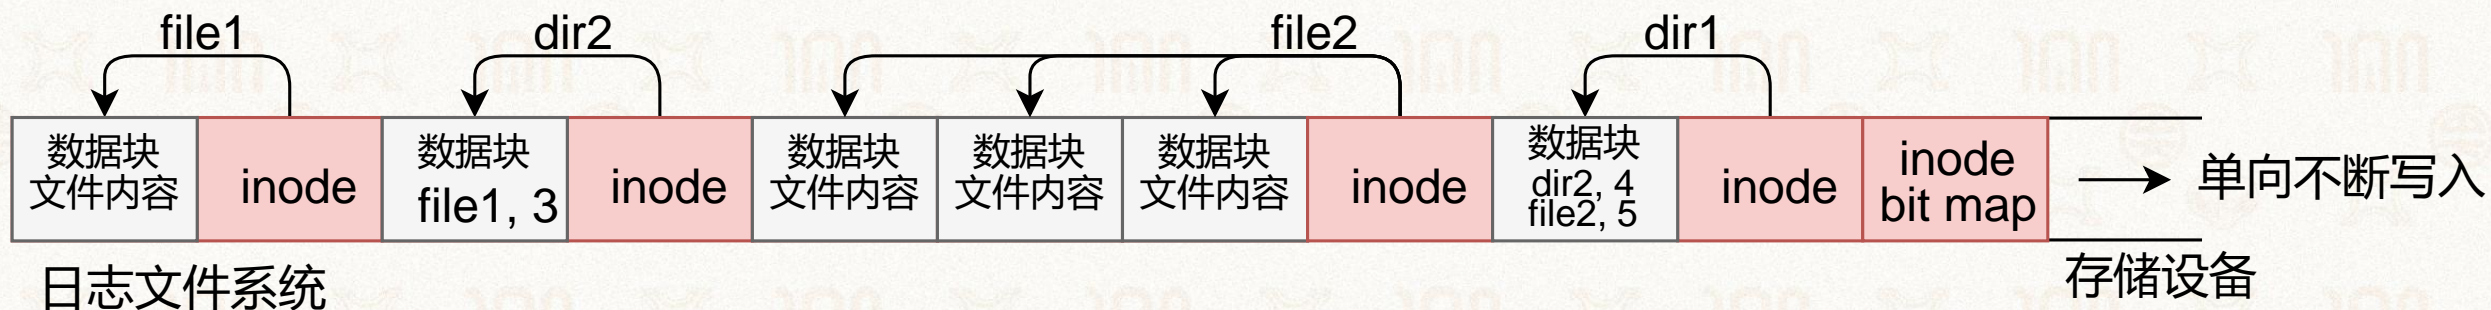 file1
dir2
file2
dir1
数据块
文件内容
inode
数据块
file1, 3
inode
数据块
文件内容
数据块
文件内容
数据块
文件内容
inode
数据块
dir2, 4
file2, 5
inode
inode
bit map
单向不断写入
日志文件系统
存储设备